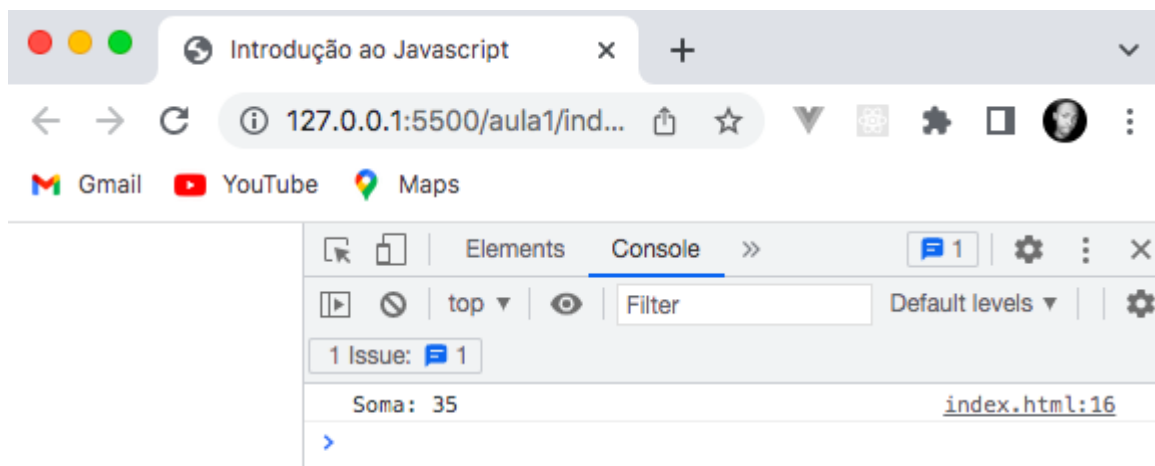 Introdução ao Javascript
127.0.0.1:5500/aula1/ind...
Gmail YouTube Maps
Elements Console 1
top Filter Default levels
1 Issue: 1
Soma: 35 index.html:16